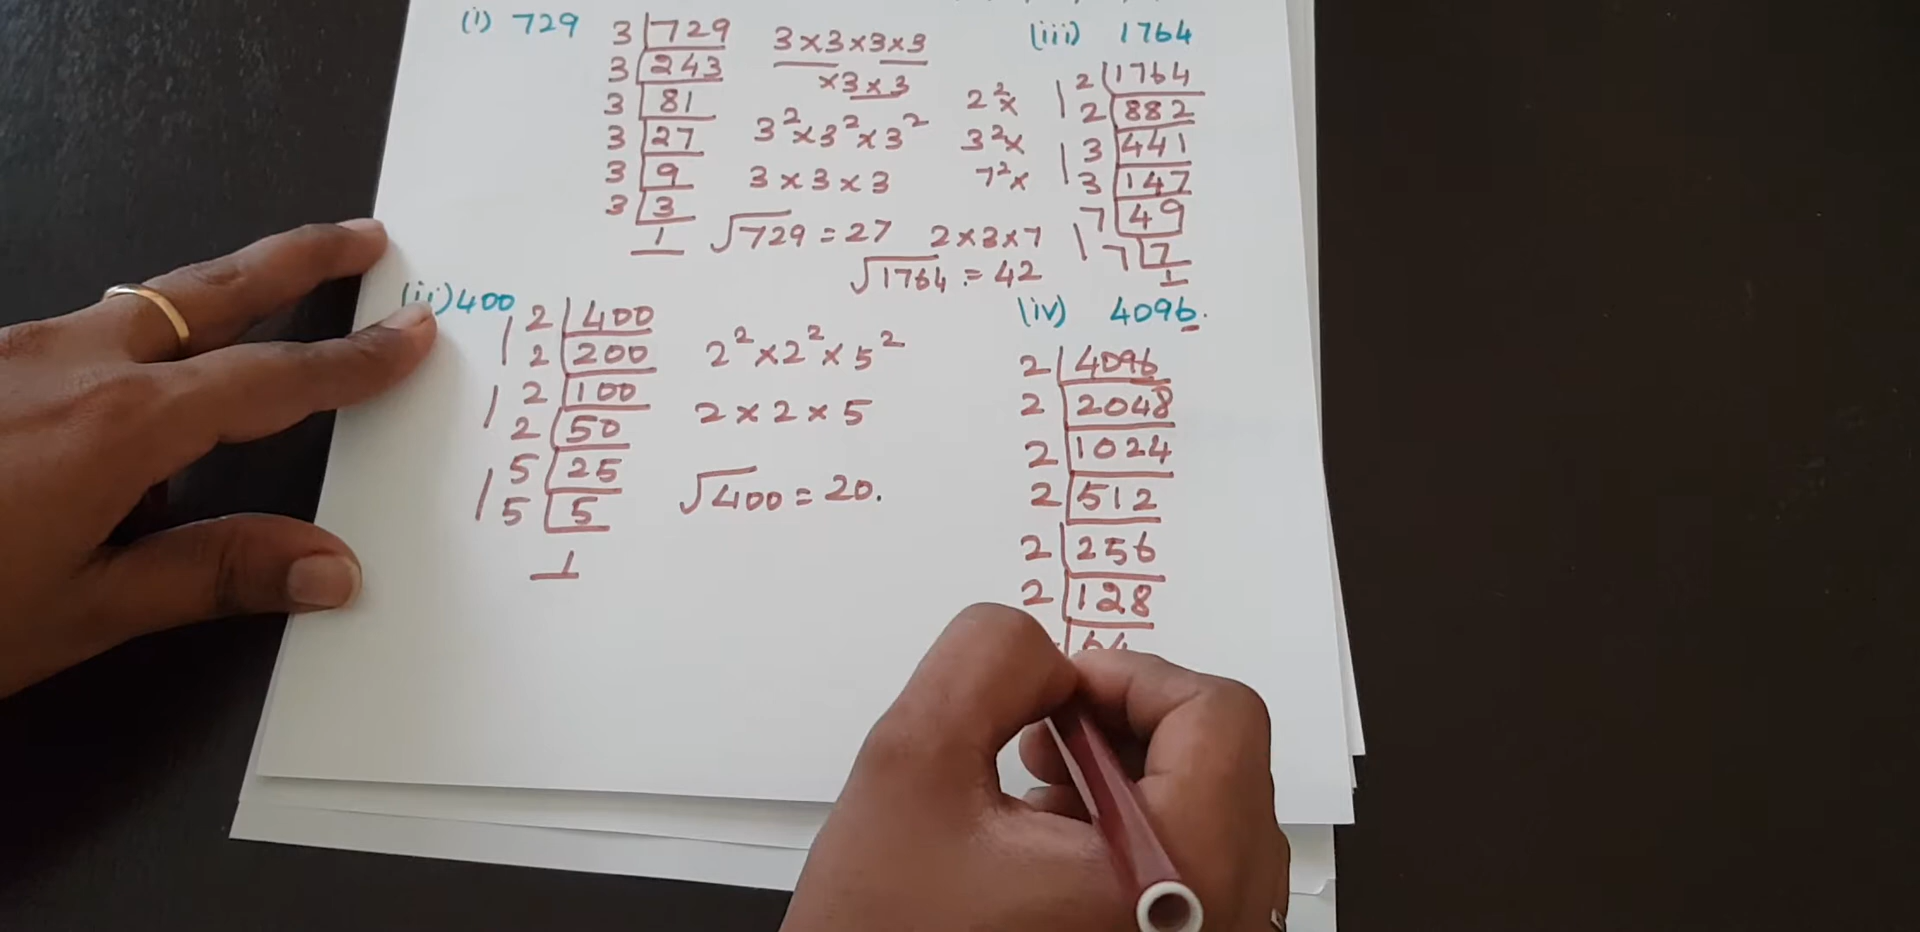 (i) 729
3 729
3 243
3 81
3 27
3 9
3 3
1
3 × 3 × 3 × 3
× 3 × 3
3² × 3² × 3²
3 × 3 × 3
√729 = 27
(iii) 1764
2 1764
2 882
3 441
3 147
7 49
7 7
1
2² ×
3² ×
7² ×
2 × 3 × 7
√1764 = 42
(ii) 400
2 400
2 200
2 100
2 50
5 25
5 5
1
2² × 2² × 5²
2 × 2 × 5
√400 = 20.
(iv) 4096.
2 4096
2 2048
2 1024
2 512
2 256
2 128
64